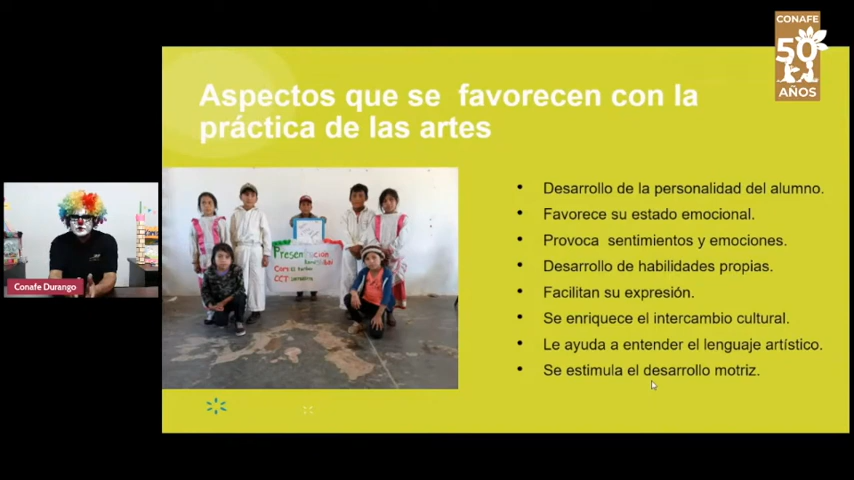 CONAFE
50
AÑOS
Aspectos que se favorecen con la
práctica de las artes
Desarrollo de la personalidad del alumno.
Favorece su estado emocional.
Provoca sentimientos y emociones.
Desarrollo de habilidades propias.
Facilitan su expresión.
Se enriquece el intercambio cultural.
Le ayuda a entender el lenguaje artístico.
Se estimula el desarrollo motriz.
Presentación
CCT
Conafe Durango